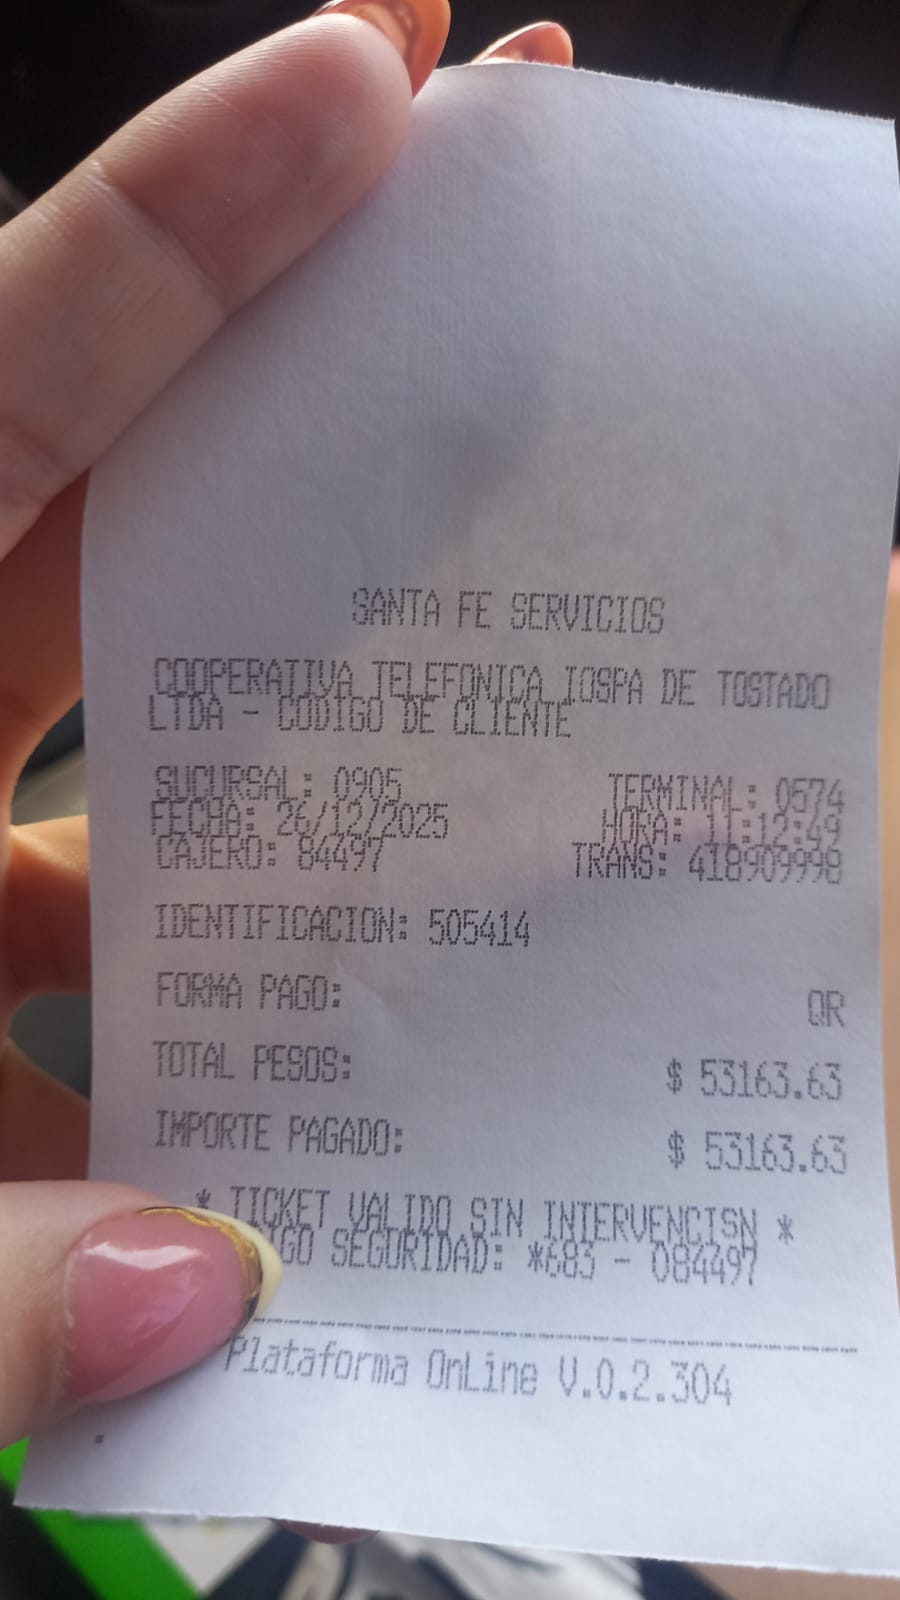 SANTA FE SERVICIOS
COOPERATIVA TELEFONICA IOSPA DE TOSTADO
LTDA - CODIGO DE CLIENTE
SUCURSAL: 0905 TERMINAL: 0574
FECHA: 26/12/2025 HORA: 11:12:49
CAJERO: 84497 TRANS: 418909998
IDENTIFICACION: 505414
FORMA PAGO: QR
TOTAL PESOS: $ 53163.63
IMPORTE PAGADO: $ 53163.63
* TICKET VALIDO SIN INTERVENCISN *
IGO SEGURIDAD: *683 - 084497
Plataforma OnLine V.0.2.304